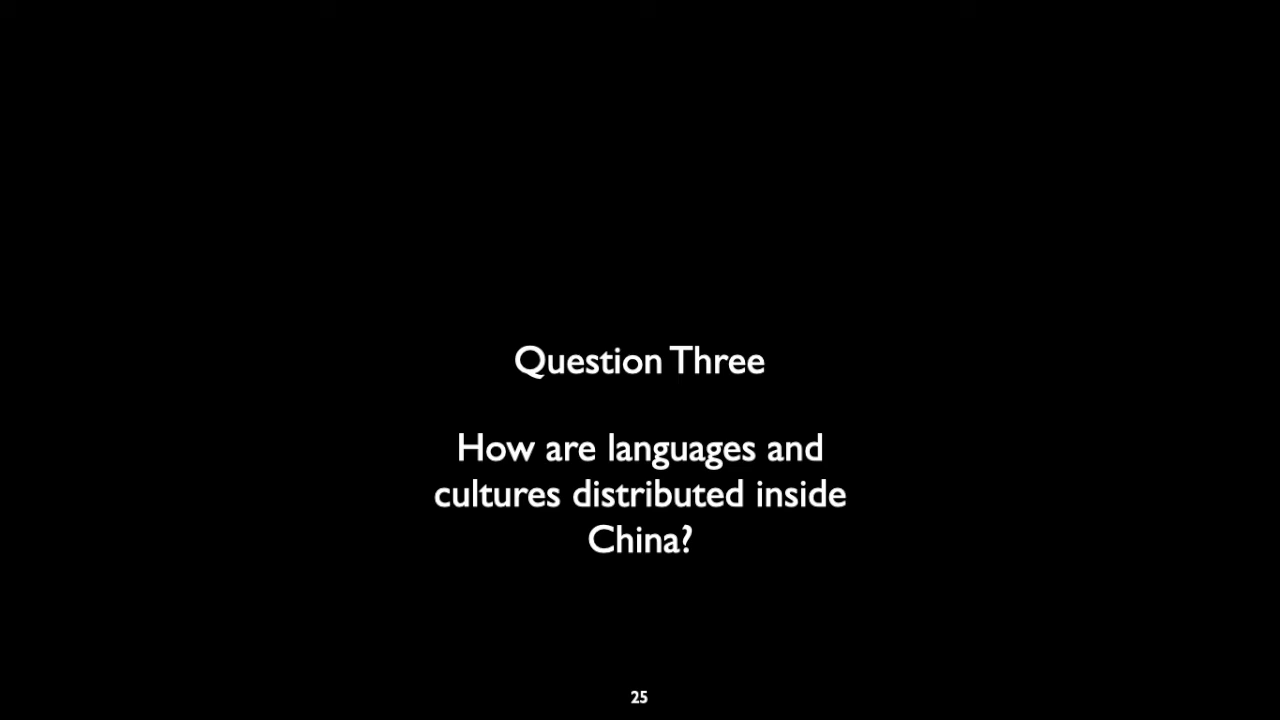 Question Three
How are languages and
cultures distributed inside
China?
25